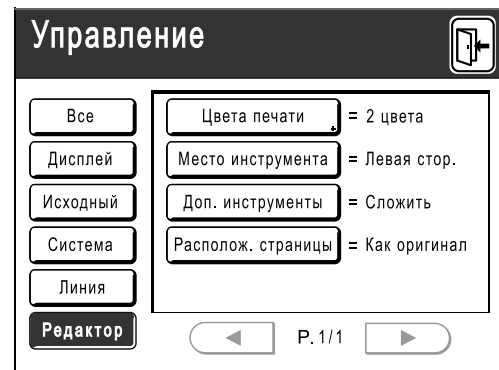 Управление
Все
Цвета печати = 2 цвета
Дисплей
Место инструмента = Левая стор.
Исходный
Доп. инструменты = Сложить
Система
Располож. страницы = Как оригинал
Линия
Редактор
P. 1/1